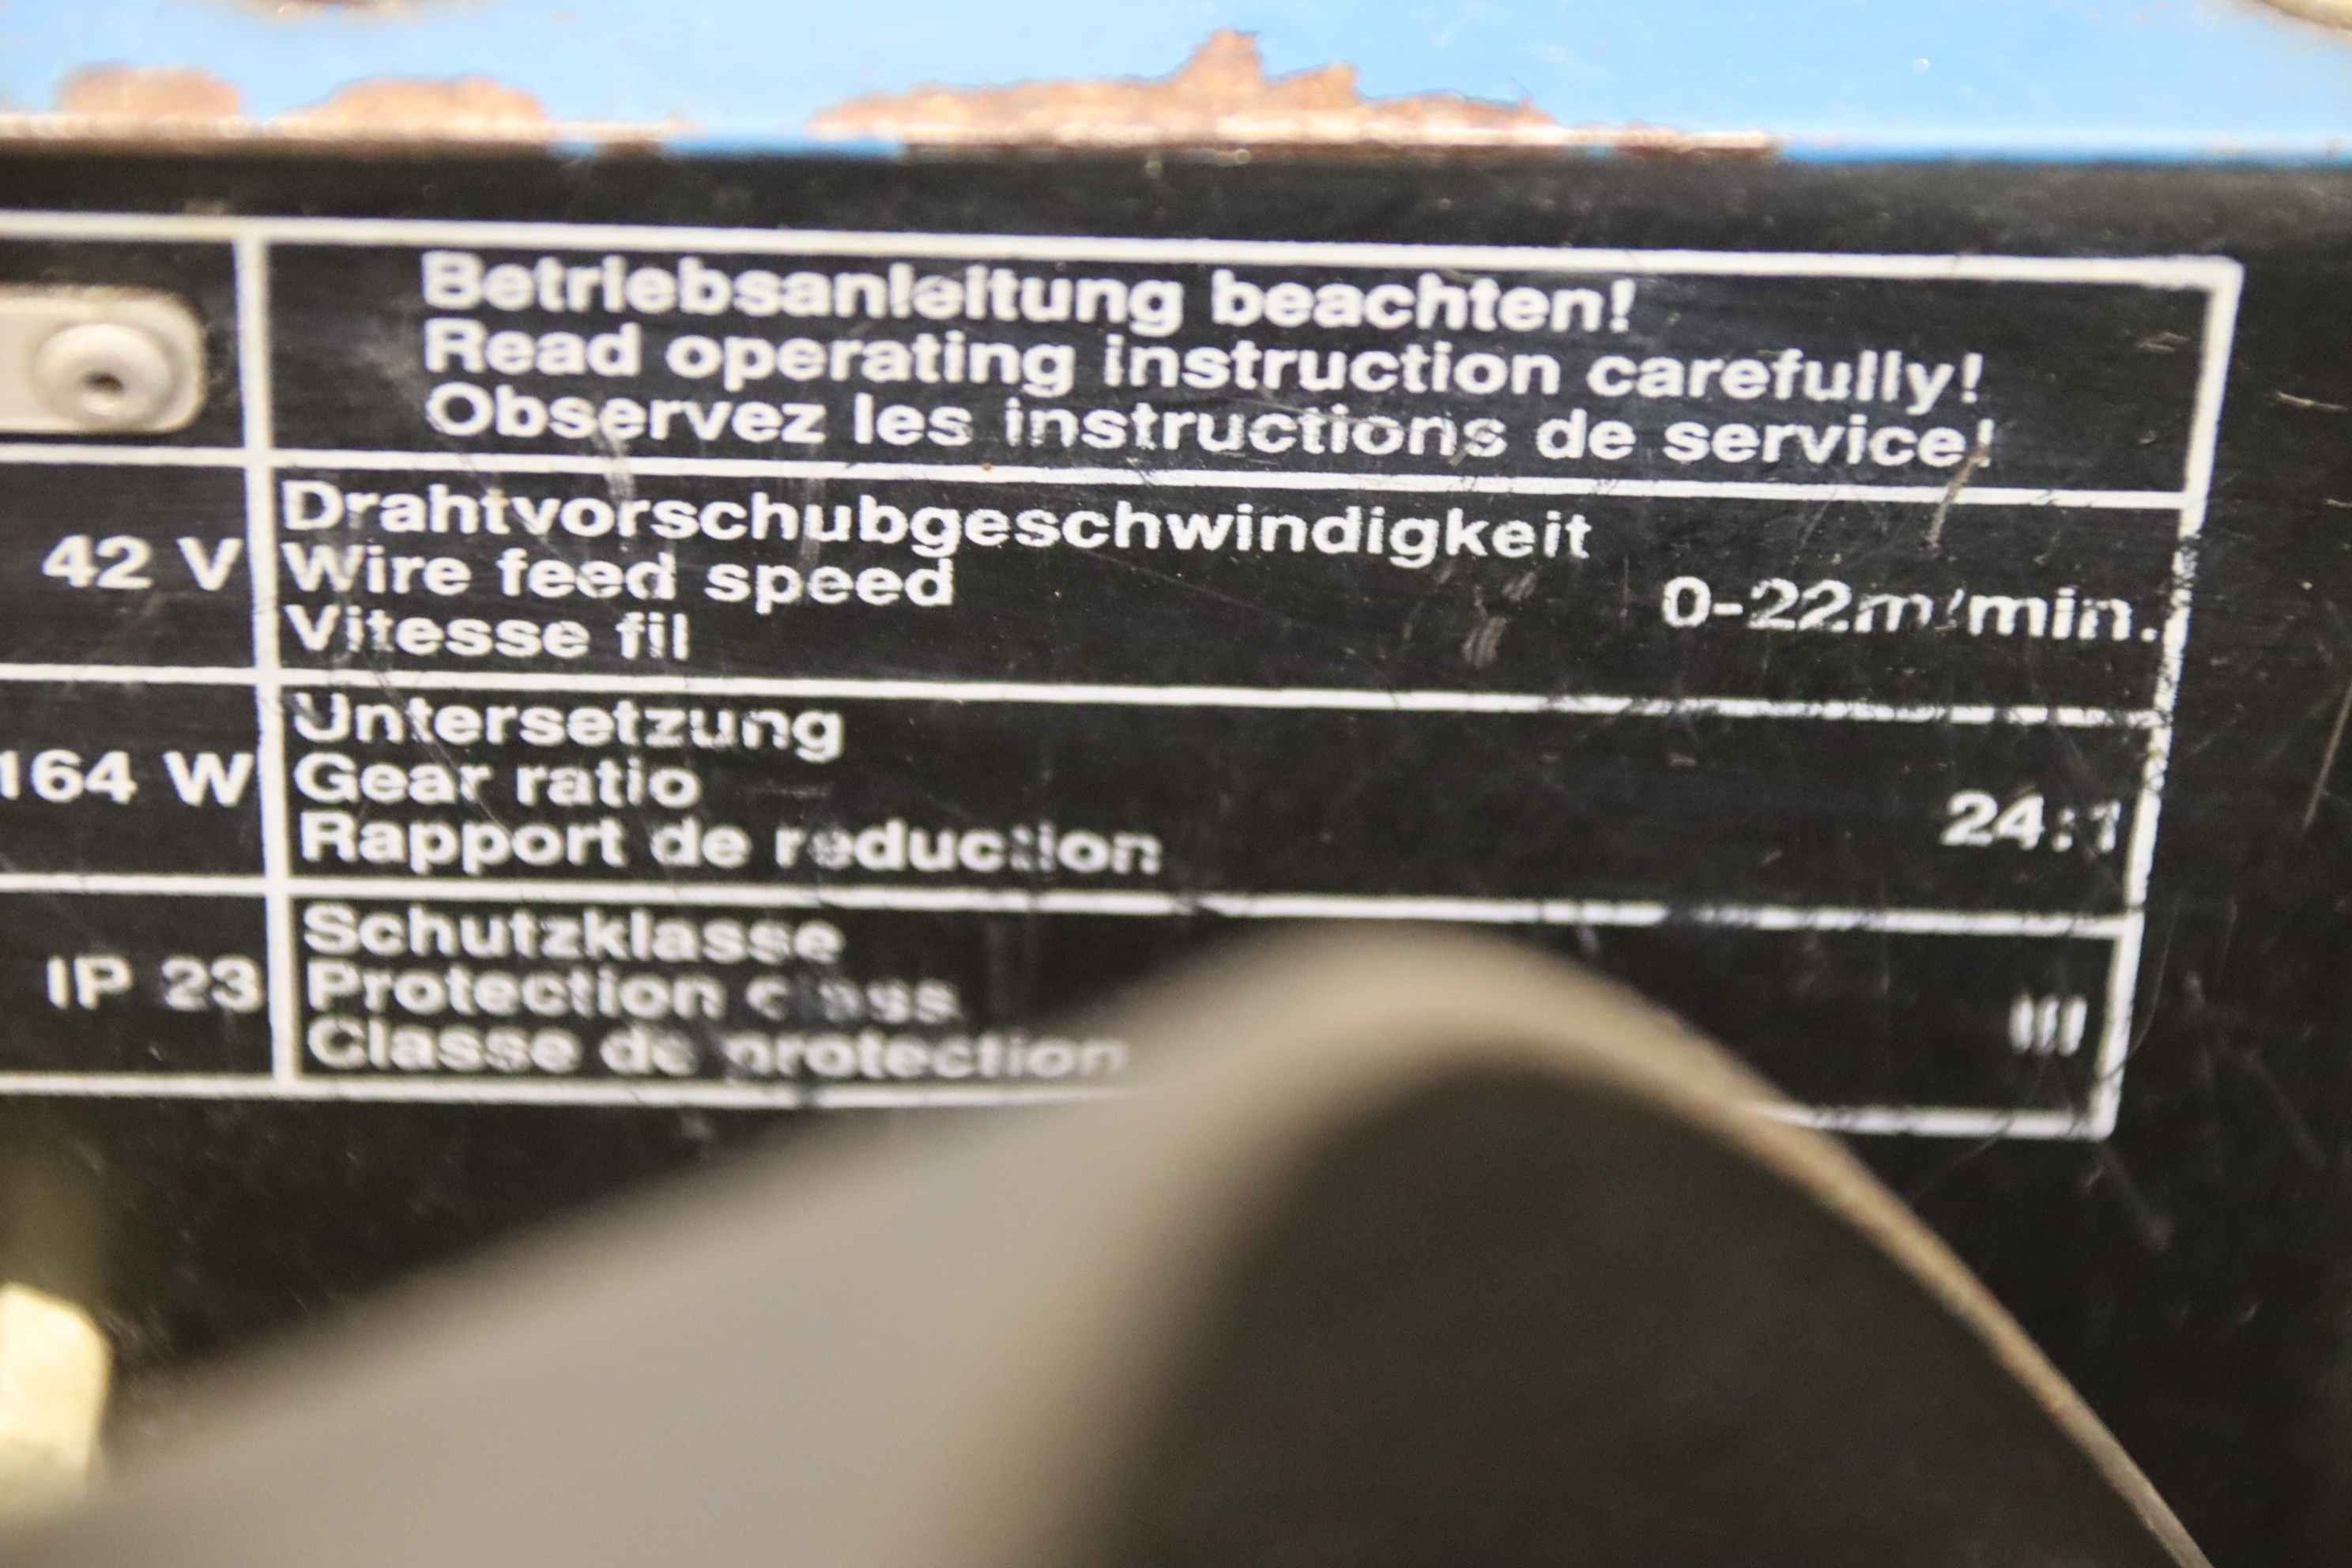 Betriebsanleitung beachten!
Read operating instruction carefully!
Observez les instructions de service!
42 V
Drahtvorschubgeschwindigkeit
Wire feed speed
Vitesse fil
0-22m/min.
164 W
Untersetzung
Gear ratio
Rapport de reduction
24:1
IP 23
Schutzklasse
Protection class
Classe de protection
III